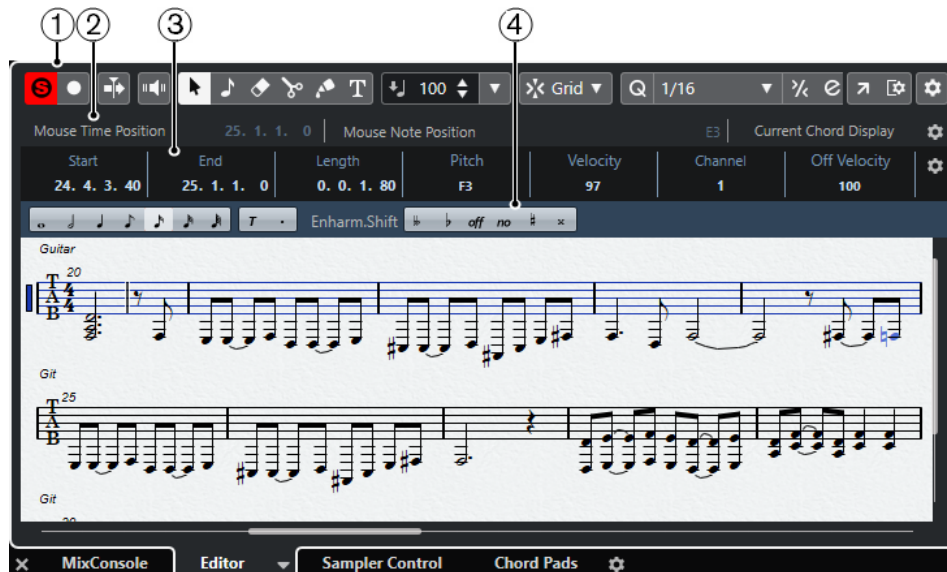 1 2 3 4
S T 100 Grid Q 1/16
Mouse Time Position 25. 1. 1. 0 Mouse Note Position E3 Current Chord Display
Start End Length Pitch Velocity Channel Off Velocity
24. 4. 3. 40 25. 1. 1. 0 0. 0. 1. 80 F3 97 1 100
T . Enharm.Shift off no
Guitar
20
T
A
B
4
4
Git
25
T
A
B
Git
MixConsole Editor Sampler Control Chord Pads